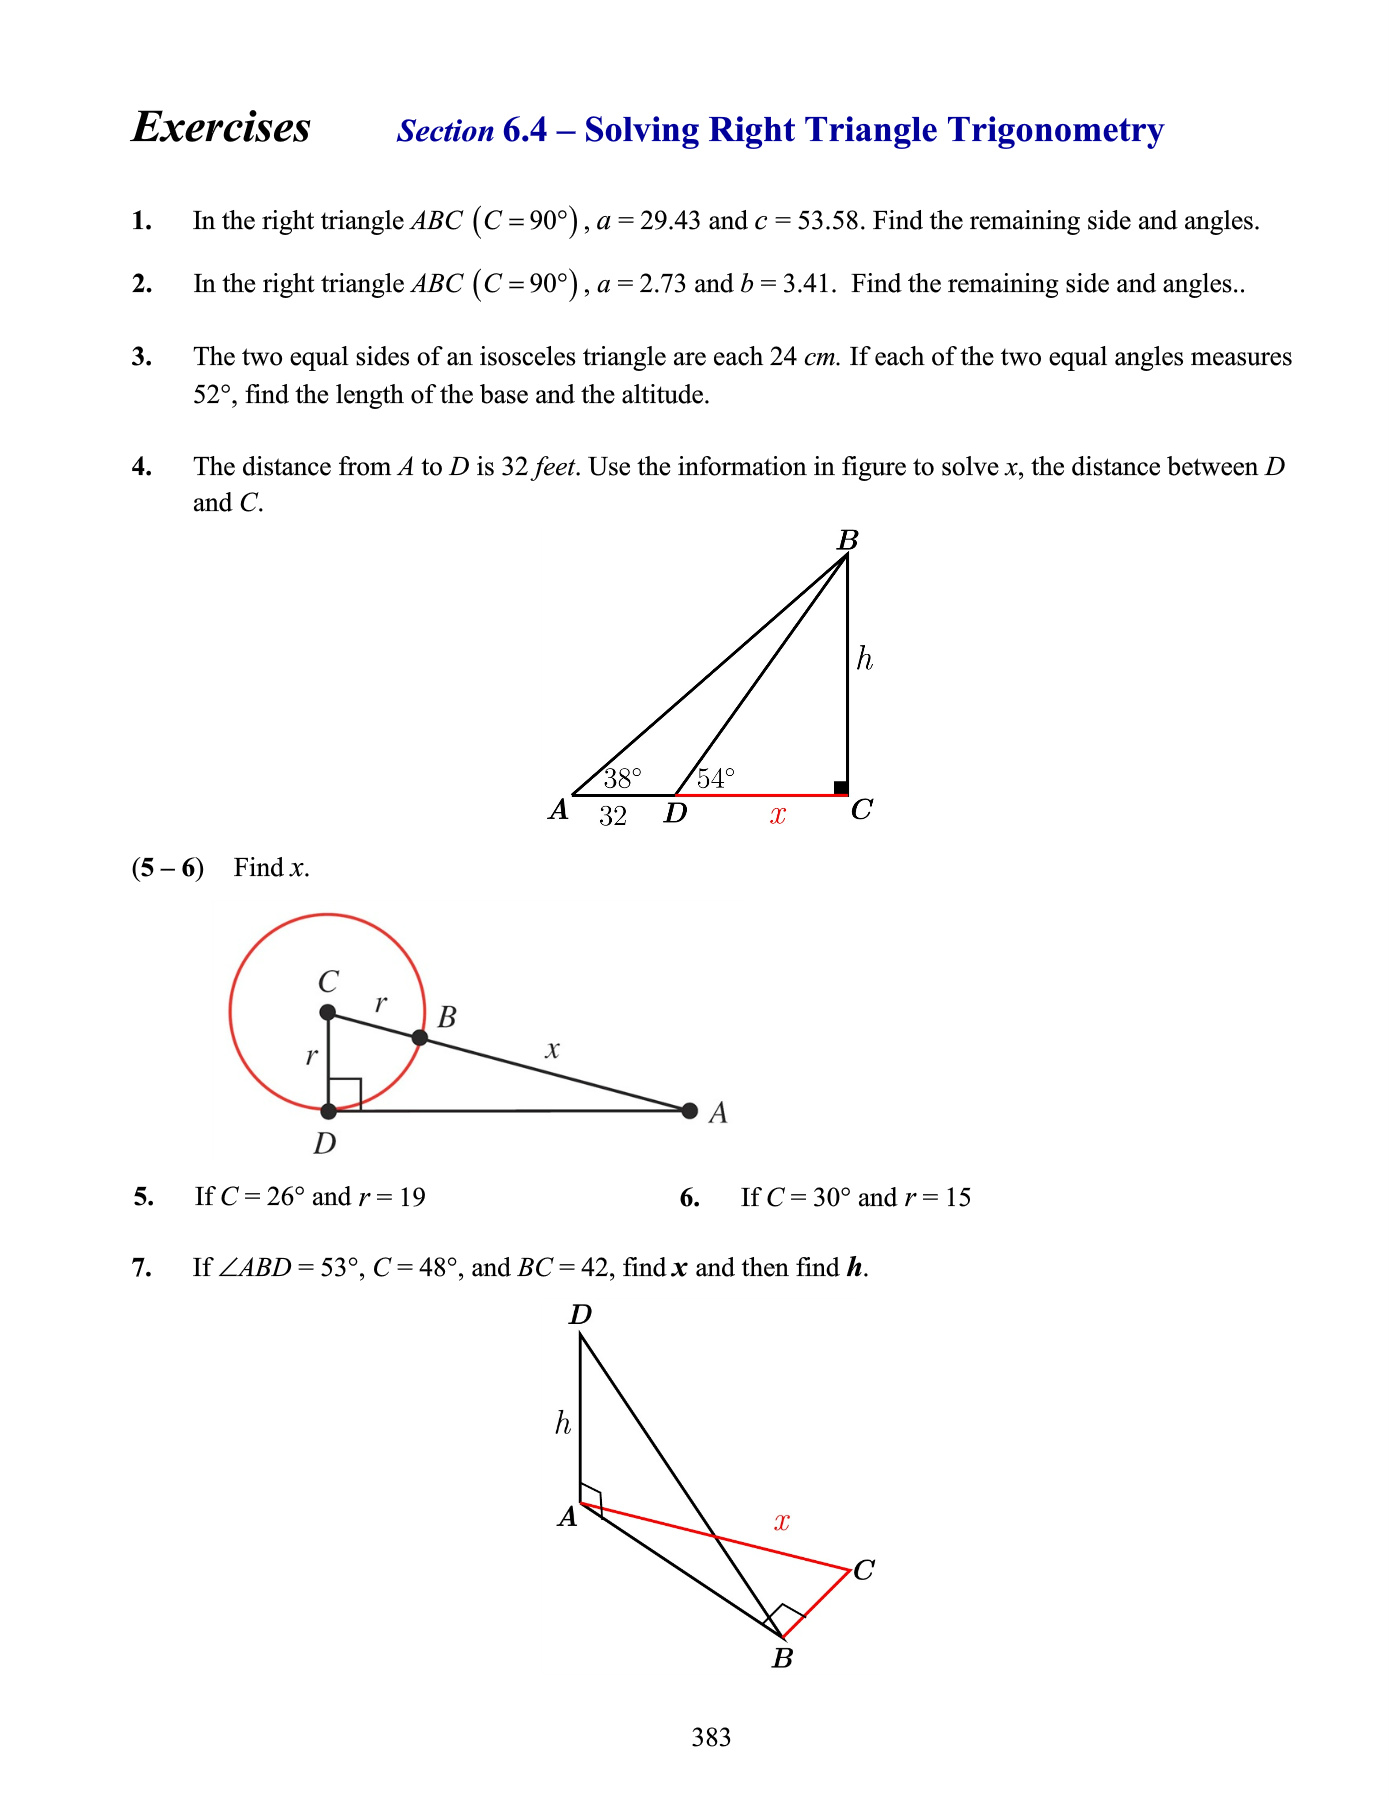 Exercises Section 6.4 – Solving Right Triangle Trigonometry
1. In the right triangle ABC (C = 90°), a = 29.43 and c = 53.58. Find the remaining side and angles.
2. In the right triangle ABC (C = 90°), a = 2.73 and b = 3.41. Find the remaining side and angles..
3. The two equal sides of an isosceles triangle are each 24 cm. If each of the two equal angles measures
52°, find the length of the base and the altitude.
4. The distance from A to D is 32 feet. Use the information in figure to solve x, the distance between D
and C.
B
h
38° 54°
A 32 D x C
(5 – 6) Find x.
C
r B
r x
A
D
5. If C = 26° and r = 19 6. If C = 30° and r = 15
7. If ∠ABD = 53°, C = 48°, and BC = 42, find x and then find h.
D
h
A x
C
B
383